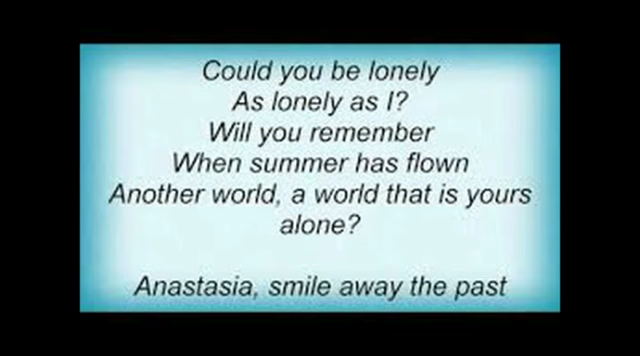 Could you be lonely
As lonely as I?
Will you remember
When summer has flown
Another world, a world that is yours
alone?
Anastasia, smile away the past